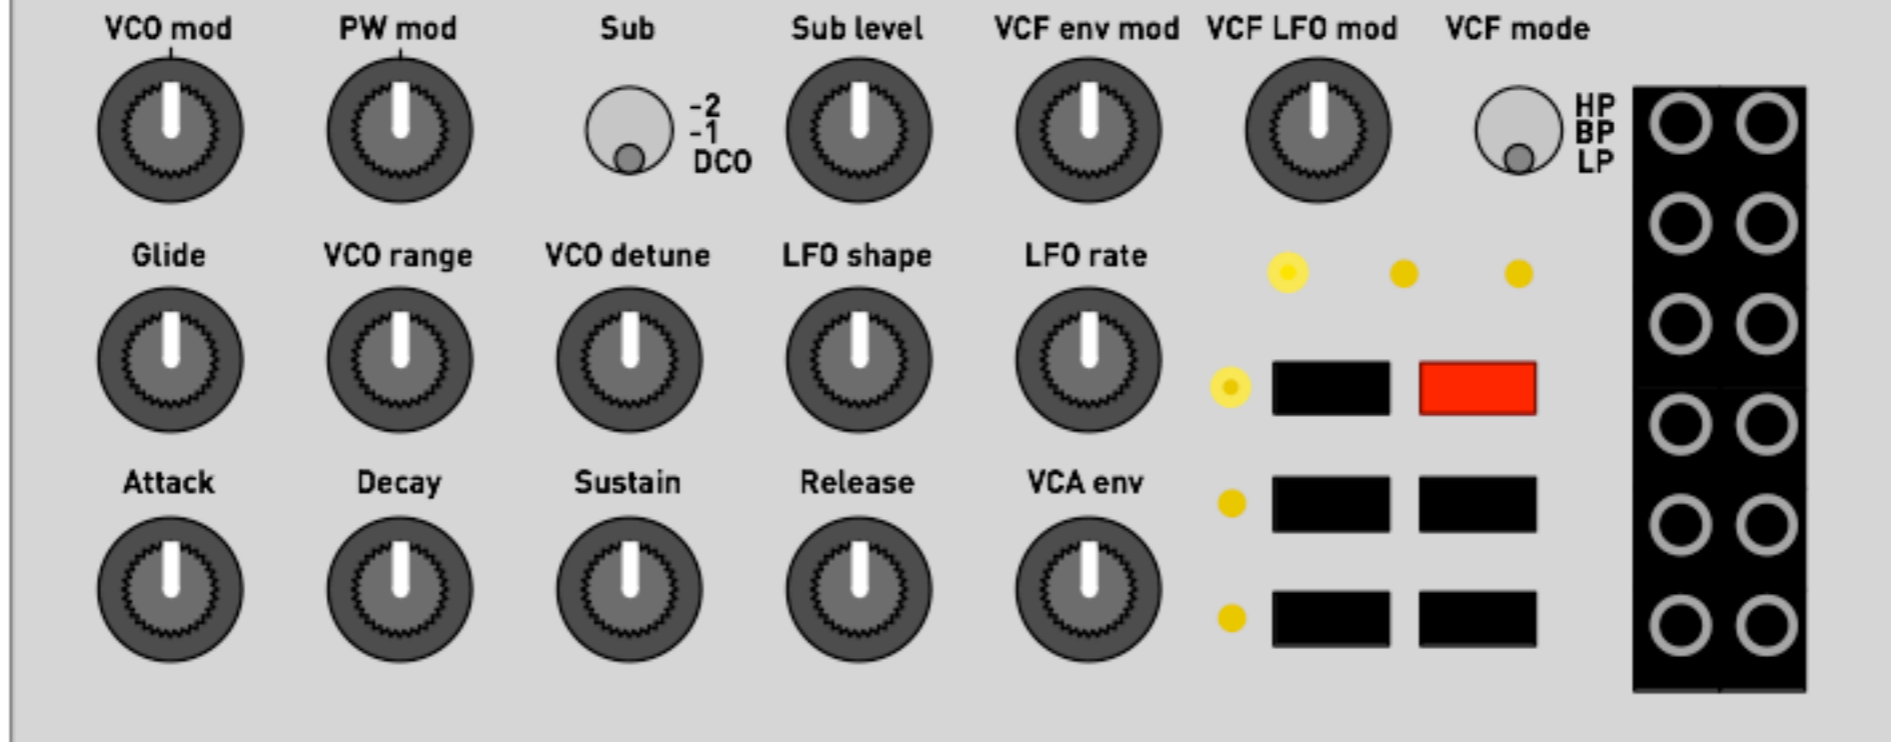 VCO mod
PW mod
Sub
Sub level
VCF env mod
VCF LFO mod
VCF mode
-2
-1
DCO
HP
BP
LP
Glide
VCO range
VCO detune
LFO shape
LFO rate
Attack
Decay
Sustain
Release
VCA env